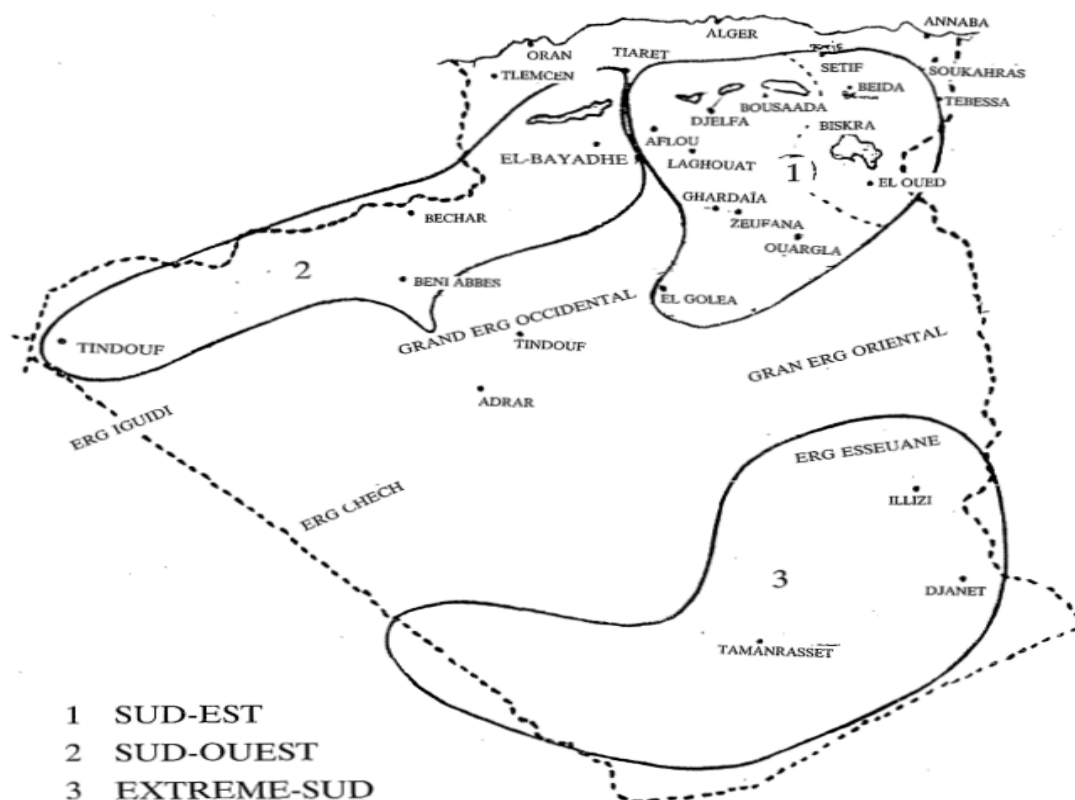 ANNABA
ALGER
ORAN
TIARET
SETIF
SOUKAHRAS
TLEMCEN
BEIDA
TEBESSA
BOUSAADA
DJELFA
BISKRA
AFLOU
EL-BAYADHE
LAGHOUAT
1
EL OUED
GHARDAÏA
BECHAR
ZEUFANA
OUARGLA
2
BENI ABBES
EL GOLEA
GRAND ERG OCCIDENTAL
TINDOUF
TINDOUF
GRAN ERG ORIENTAL
ADRAR
ERG IGUIDI
ERG ESSEUANE
ERG CHECH
ILLIZI
3
DJANET
TAMANRASSET
1 SUD-EST
2 SUD-OUEST
3 EXTREME-SUD